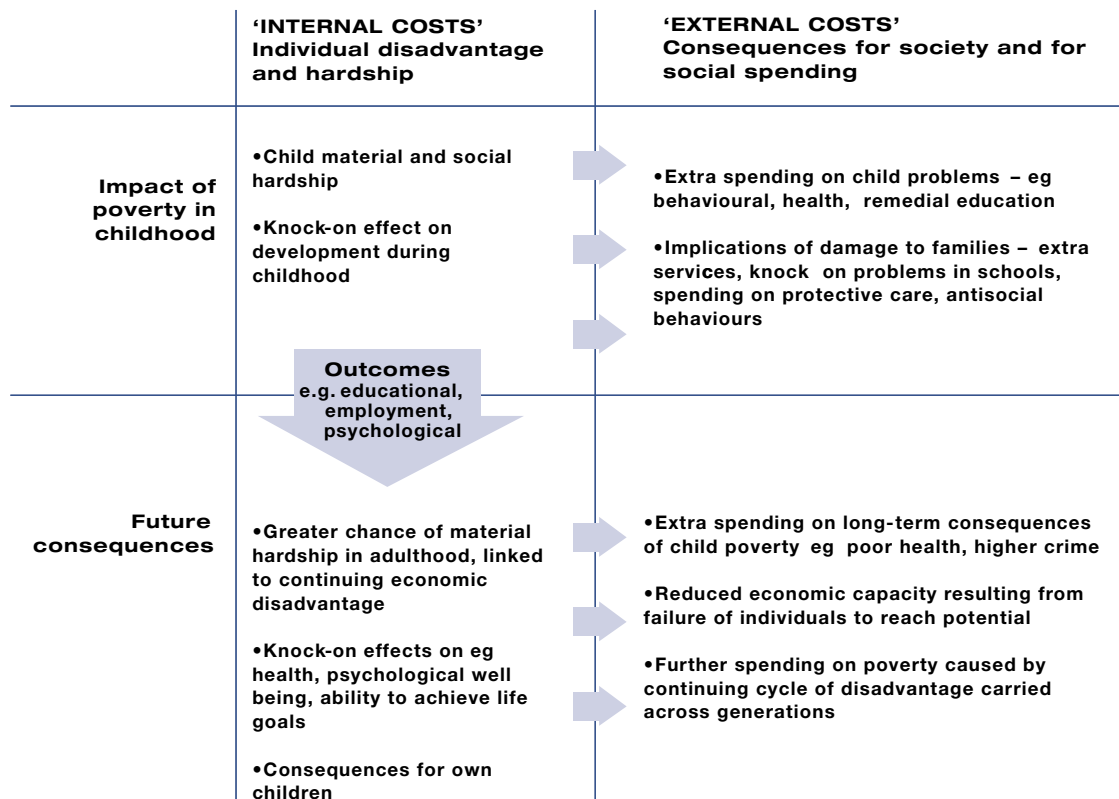 ‘INTERNAL COSTS’
Individual disadvantage
and hardship
‘EXTERNAL COSTS’
Consequences for society and for
social spending
Impact of
poverty in
childhood
•Child material and social
hardship
•Knock-on effect on
development during
childhood
•Extra spending on child problems – eg
behavioural, health, remedial education
•Implications of damage to families – extra
services, knock on problems in schools,
spending on protective care, antisocial
behaviours
Outcomes
e.g. educational,
employment,
psychological
Future
consequences
•Greater chance of material
hardship in adulthood, linked
to continuing economic
disadvantage
•Knock-on effects on eg
health, psychological well
being, ability to achieve life
goals
•Consequences for own
children
•Extra spending on long-term consequences
of child poverty eg poor health, higher crime
•Reduced economic capacity resulting from
failure of individuals to reach potential
•Further spending on poverty caused by
continuing cycle of disadvantage carried
across generations